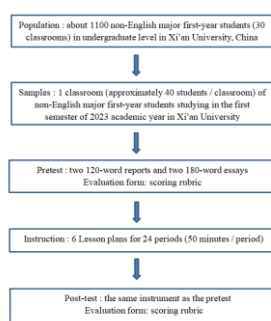 Population : about 1100 non-English major first-year students (30
classrooms) in undergraduate level in Xi'an University, China
Samples : 1 classroom (approximately 40 students / classroom) of
non-English major first-year students studying in the first
semester of 2023 academic year in Xi'an University
Pretest : two 120-word reports and two 180-word essays
Evaluation form: scoring rubric
Instruction : 6 Lesson plans for 24 periods (50 minutes / period)
Post-test : the same instrument as the pretest
Evaluation form: scoring rubric